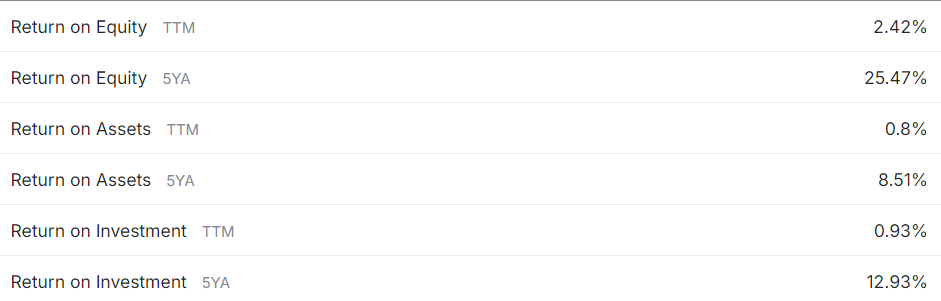 Return on Equity TTM 2.42%
Return on Equity 5YA 25.47%
Return on Assets TTM 0.8%
Return on Assets 5YA 8.51%
Return on Investment TTM 0.93%
Return on Investment 5YA 12.93%